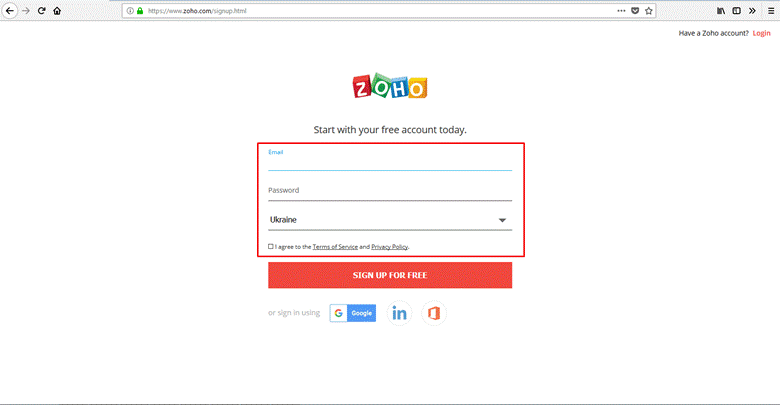 https://www.zoho.com/signup.html
Have a Zoho account? Login
ZOHO
Start with your free account today.
Email
Password
Ukraine
I agree to the Terms of Service and Privacy Policy.
SIGN UP FOR FREE
or sign in using
G Google
in